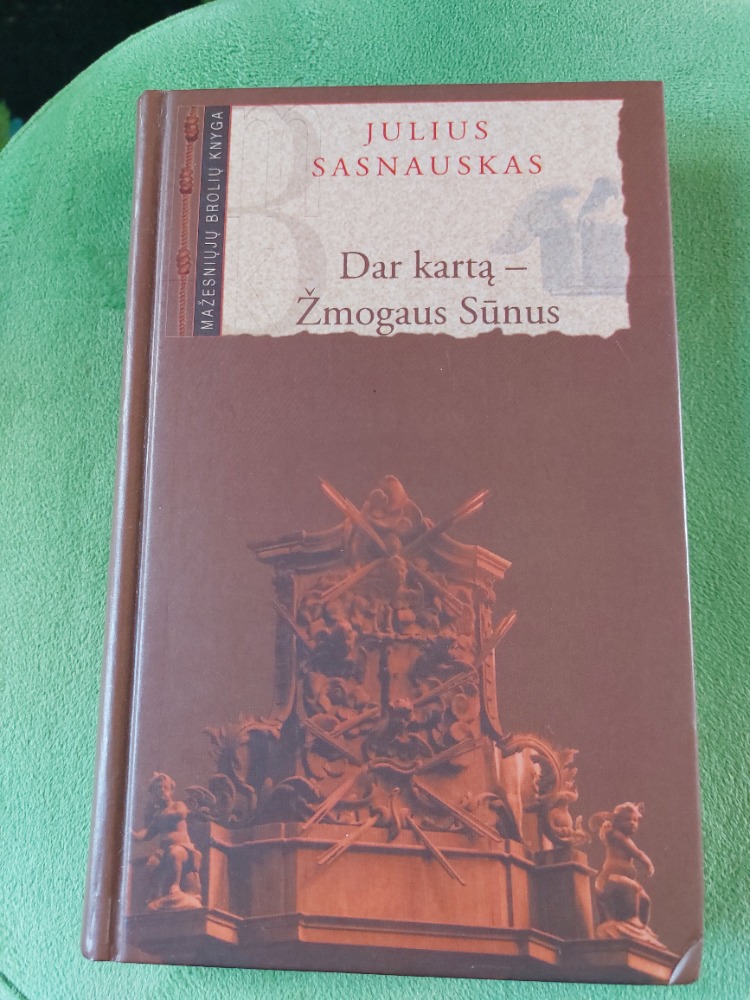 JULIUS
SASNAUSKAS
Dar kartą –
Žmogaus Sūnus
MAŽESNIŲJŲ BROLIŲ KNYGA